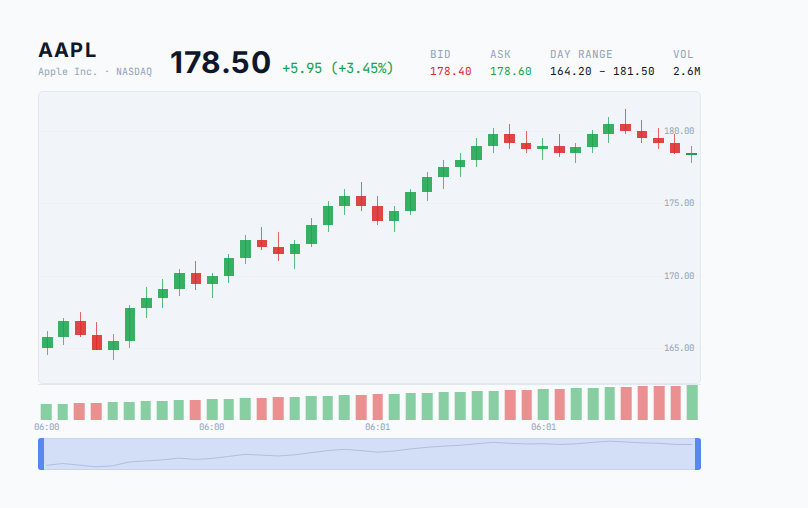 AAPL
Apple Inc. · NASDAQ
178.50
+5.95 (+3.45%)
BID
178.40
ASK
178.60
DAY RANGE
164.20 – 181.50
VOL
2.6M
180.00
175.00
170.00
165.00
06:00
06:00
06:01
06:01